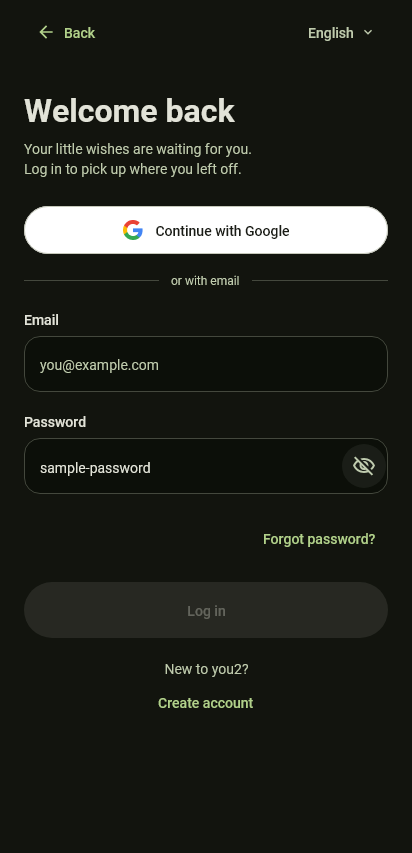 Back
English
Welcome back
Your little wishes are waiting for you.
Log in to pick up where you left off.
Continue with Google
or with email
Email
you@example.com
Password
sample-password
Forgot password?
Log in
New to you2?
Create account